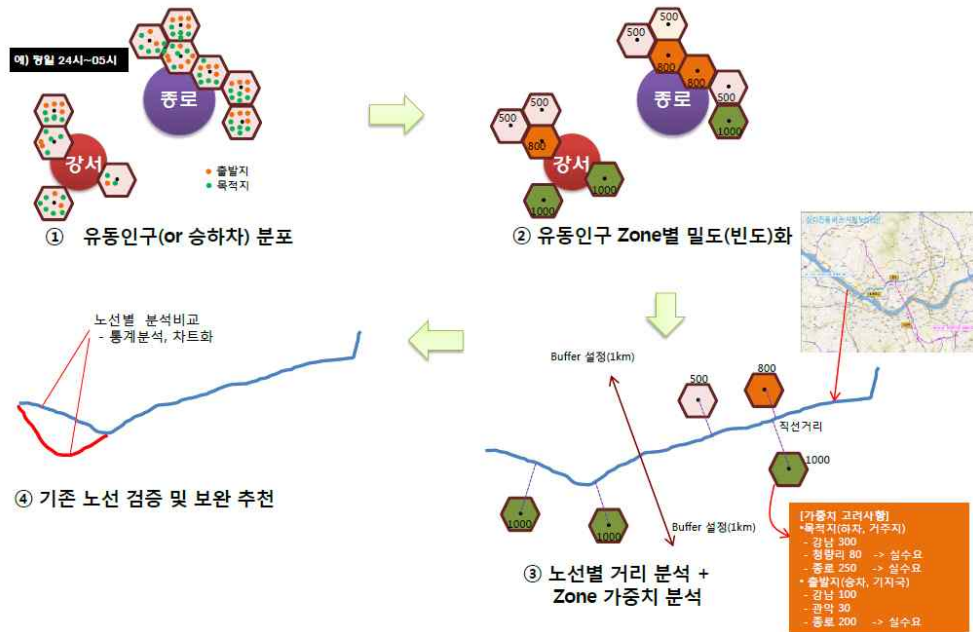 예) 평일 24시~05시
종로
강서
출발지
목적지
① 유동인구(or 승하차) 분포
500
500
800
800
500
1000
종로
500
500
800
강서
1000
1000
② 유동인구 Zone별 밀도(빈도)화
노선별 분석비교
- 통계분석, 차트화
④ 기존 노선 검증 및 보완 추천
Buffer 설정(1km)
500
800
직선거리
1000
1000
1000
Buffer 설정(1km)
③ 노선별 거리 분석 +
Zone 가중치 분석
[가중치 고려사항]
*목적지(하차, 거주지)
- 강남 300
- 청량리 80 -> 실수요
- 종로 250 -> 실수요
* 출발지(승차, 기지국)
- 강남 100
- 관악 30
- 종로 200 -> 실수요